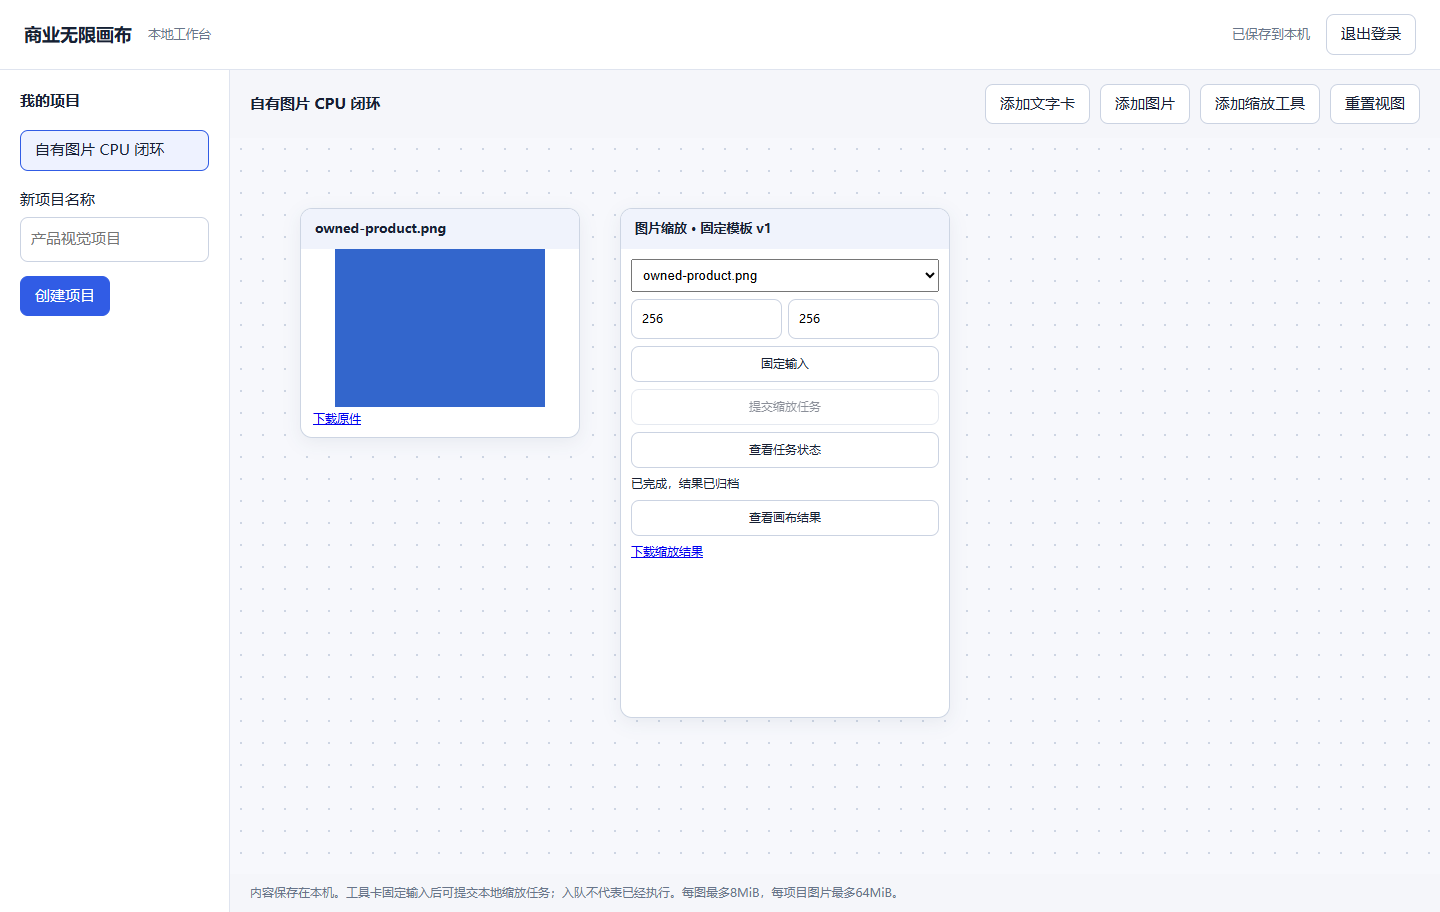 商业无限画布 本地工作台 已保存到本机 退出登录
我的项目
自有图片 CPU 闭环
新项目名称
产品视觉项目
创建项目
自有图片 CPU 闭环 添加文字卡 添加图片 添加缩放工具 重置视图
owned-product.png
下载原件
图片缩放 • 固定模板 v1
owned-product.png
256 256
固定输入
提交缩放任务
查看任务状态
已完成，结果已归档
查看画布结果
下载缩放结果
内容保存在本机。工具卡固定输入后可提交本地缩放任务；入队不代表已经执行。每图最多8MiB，每项目图片最多64MiB。